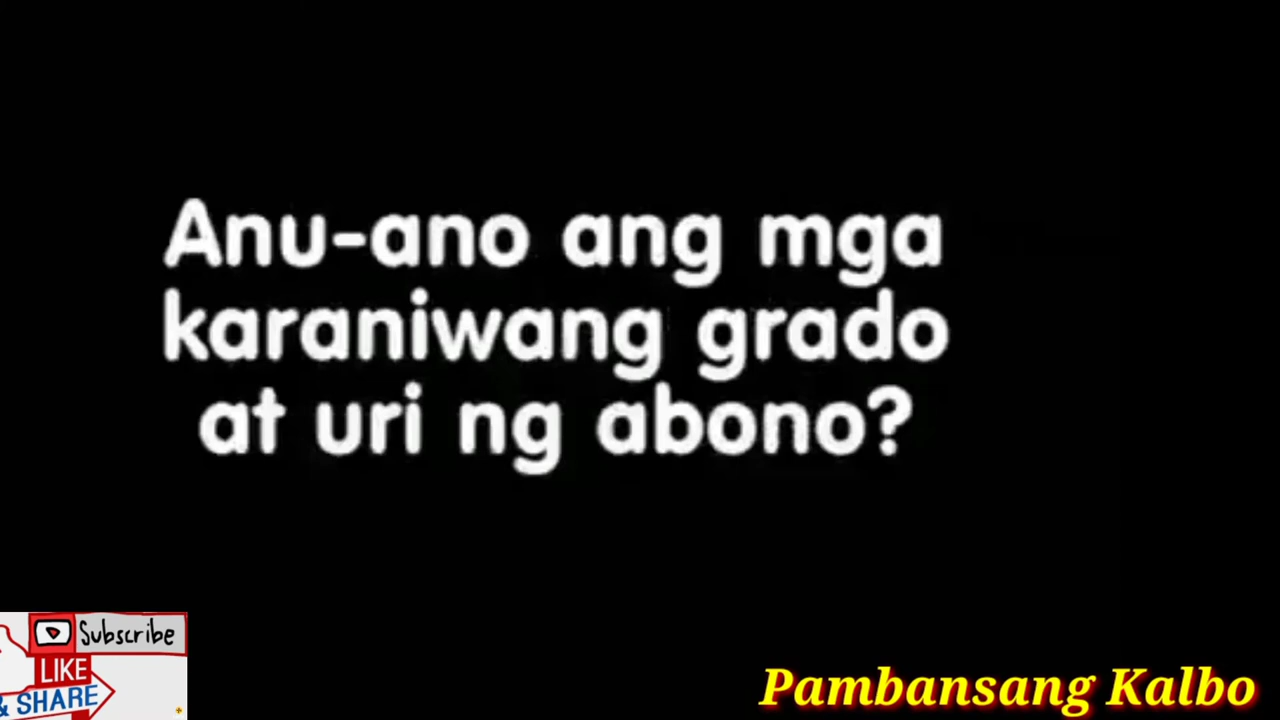 Anu-ano ang mga
karaniwang grado
at uri ng abono?
Subscribe
LIKE
& SHARE
Pambansang Kalbo